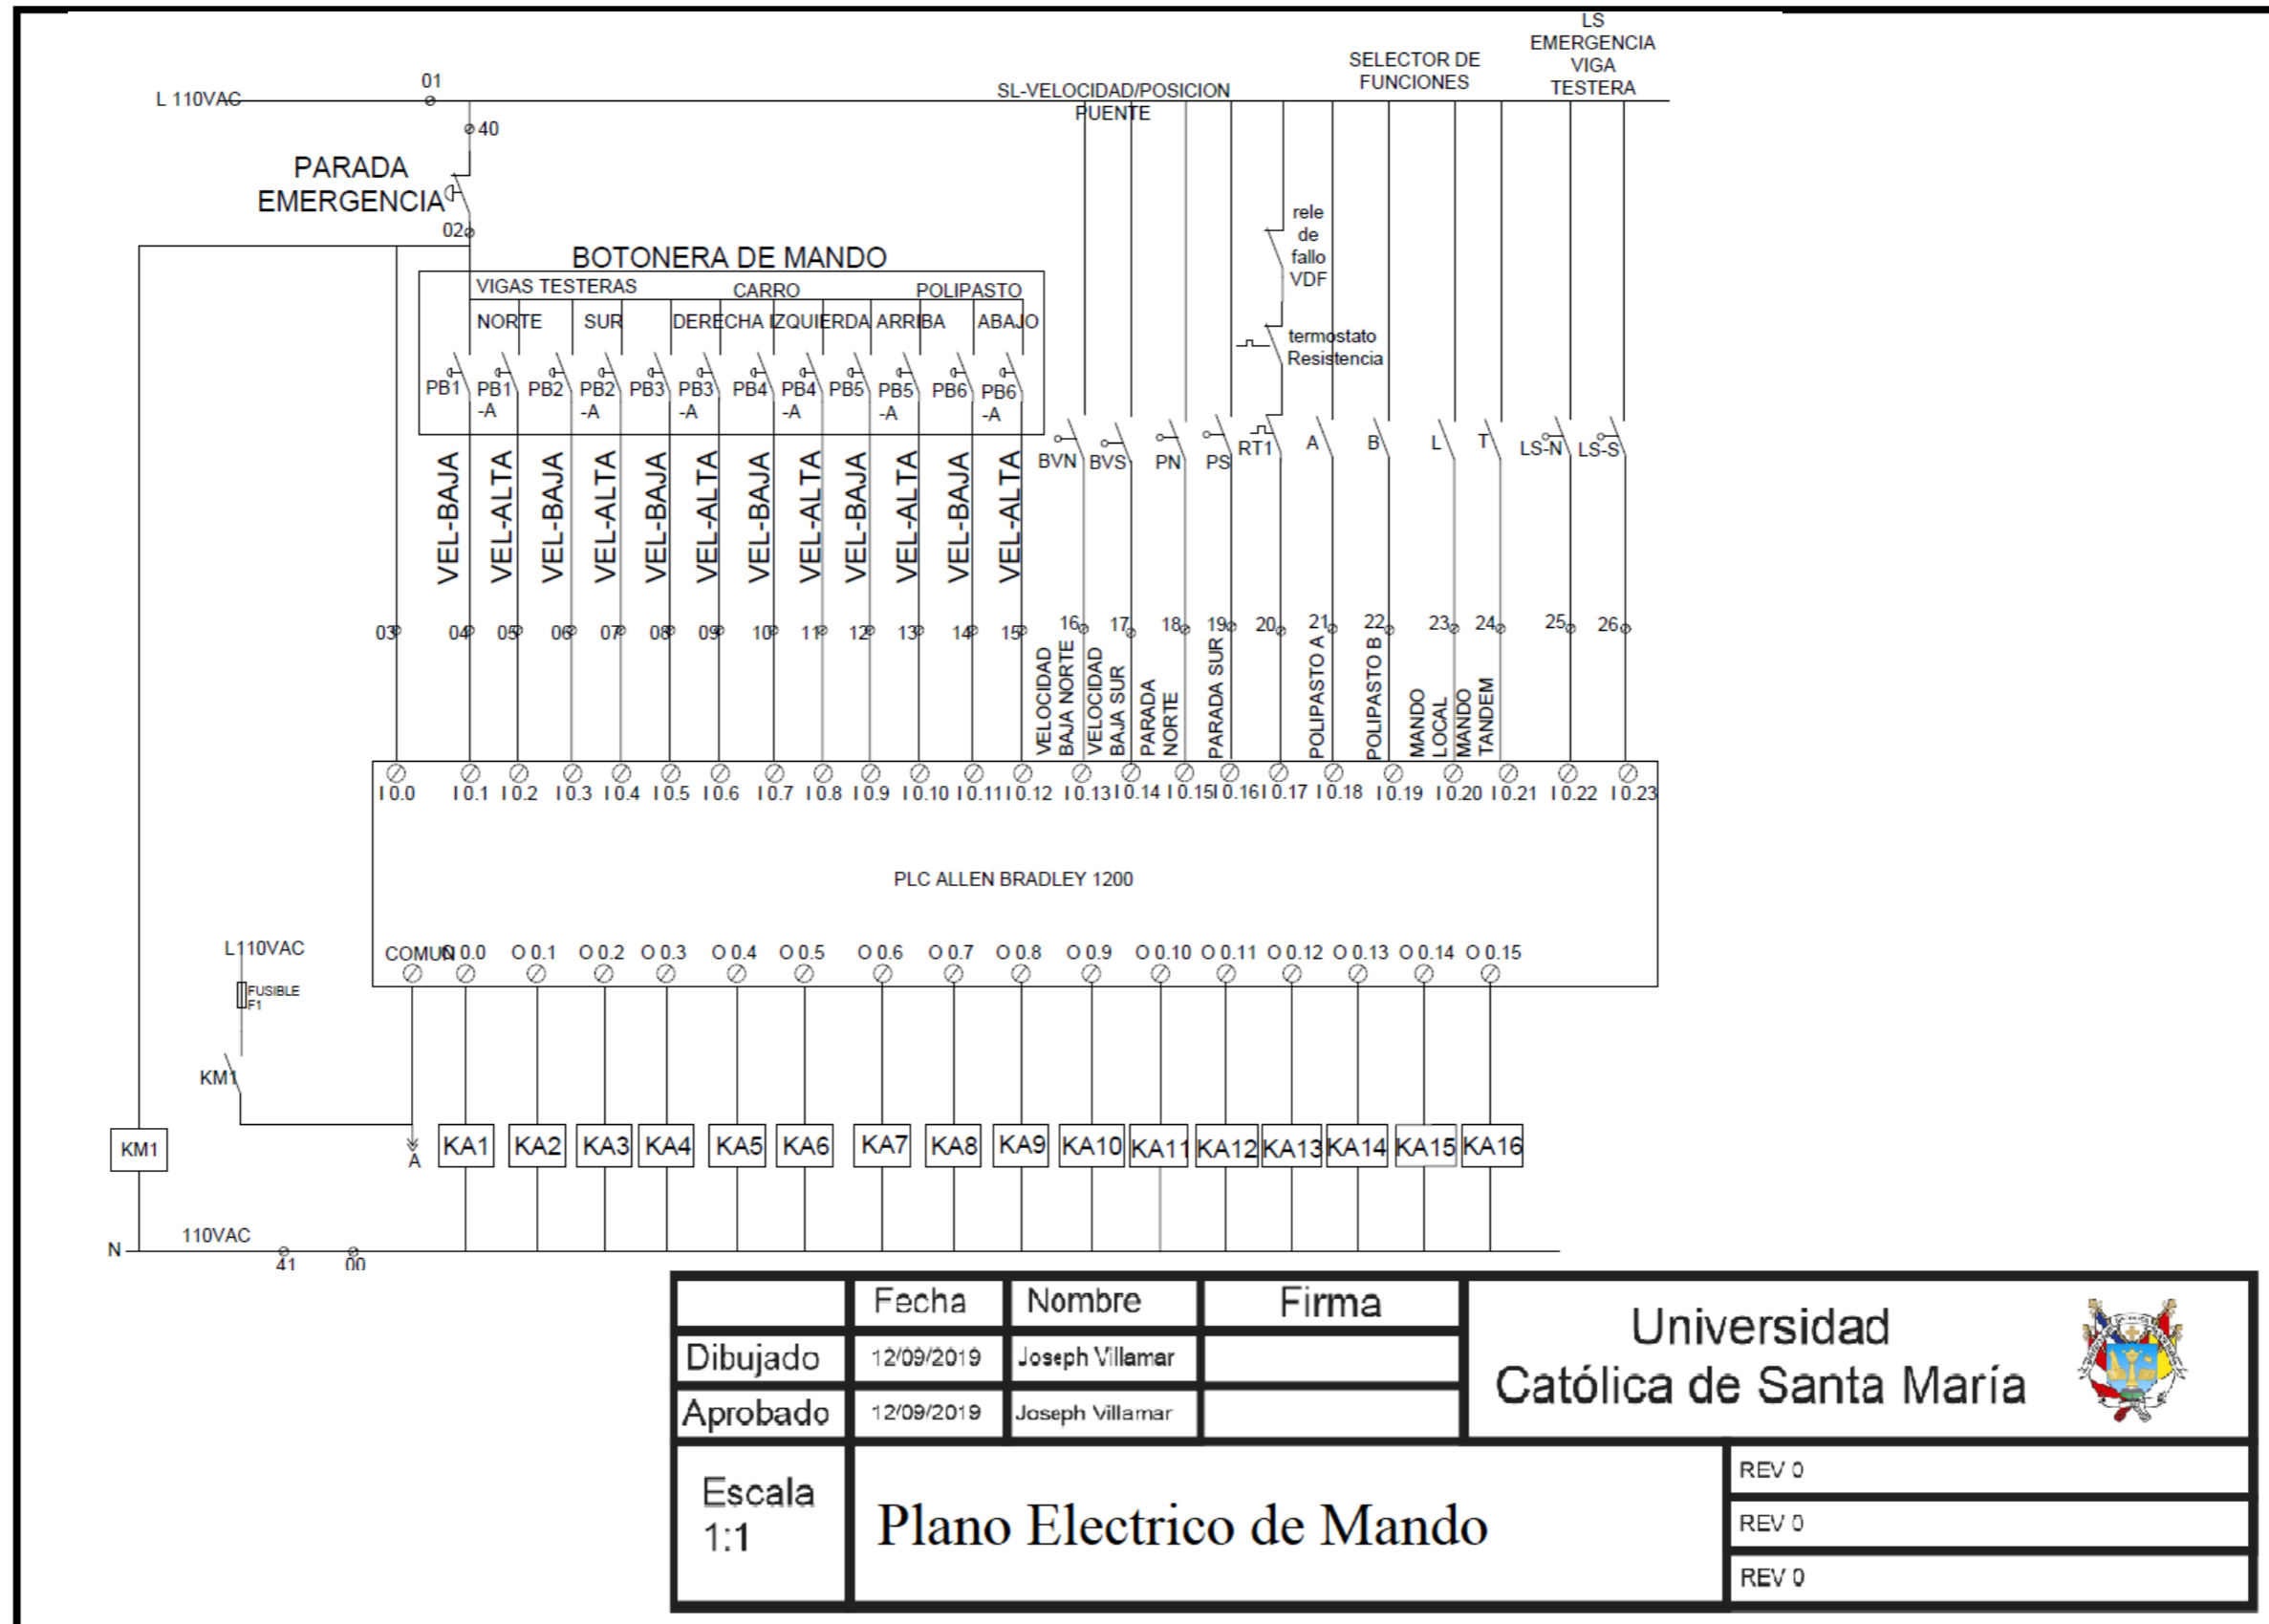 LS
EMERGENCIA
VIGA
TESTERA
SELECTOR DE
FUNCIONES
SL-VELOCIDAD/POSICION
PUENTE
01
L 110VAC
40
PARADA
EMERGENCIA
02
rele
de
fallo
VDF
termostato
Resistencia
BOTONERA DE MANDO
VIGAS TESTERAS CARRO POLIPASTO
NORTE SUR DERECHA IZQUIERDA ARRIBA ABAJO
PB1 PB1 PB2 PB2 PB3 PB3 PB4 PB4 PB5 PB5 PB6 PB6
-A -A -A -A -A -A
BVN BVS PN PS RT1 A B L T LS-N LS-S
VEL-BAJA VEL-ALTA VEL-BAJA VEL-ALTA VEL-BAJA VEL-ALTA VEL-BAJA VEL-ALTA VEL-BAJA VEL-ALTA VEL-BAJA VEL-ALTA
03 04 05 06 07 08 09 10 11 12 13 14 15 16 17 18 19 20 21 22 23 24 25 26
VELOCIDAD
BAJA NORTE
VELOCIDAD
BAJA SUR
PARADA
NORTE
PARADA SUR
POLIPASTO A
POLIPASTO B
MANDO
LOCAL
MANDO
TANDEM
I 0.0 I 0.1 I 0.2 I 0.3 I 0.4 I 0.5 I 0.6 I 0.7 I 0.8 I 0.9 I 0.10 I 0.11 I 0.12 I 0.13 I 0.14 I 0.15 I 0.16 I 0.17 I 0.18 I 0.19 I 0.20 I 0.21 I 0.22 I 0.23
PLC ALLEN BRADLEY 1200
COMUN O 0.0 O 0.1 O 0.2 O 0.3 O 0.4 O 0.5 O 0.6 O 0.7 O 0.8 O 0.9 O 0.10 O 0.11 O 0.12 O 0.13 O 0.14 O 0.15
L110VAC
FUSIBLE
F1
KM1
KM1 A KA1 KA2 KA3 KA4 KA5 KA6 KA7 KA8 KA9 KA10 KA11 KA12 KA13 KA14 KA15 KA16
N 110VAC
41 00
Fecha Nombre Firma
Dibujado 12/09/2019 Joseph Villamar
Aprobado 12/09/2019 Joseph Villamar
Universidad
Católica de Santa María
Escala
1:1
Plano Electrico de Mando
REV 0
REV 0
REV 0